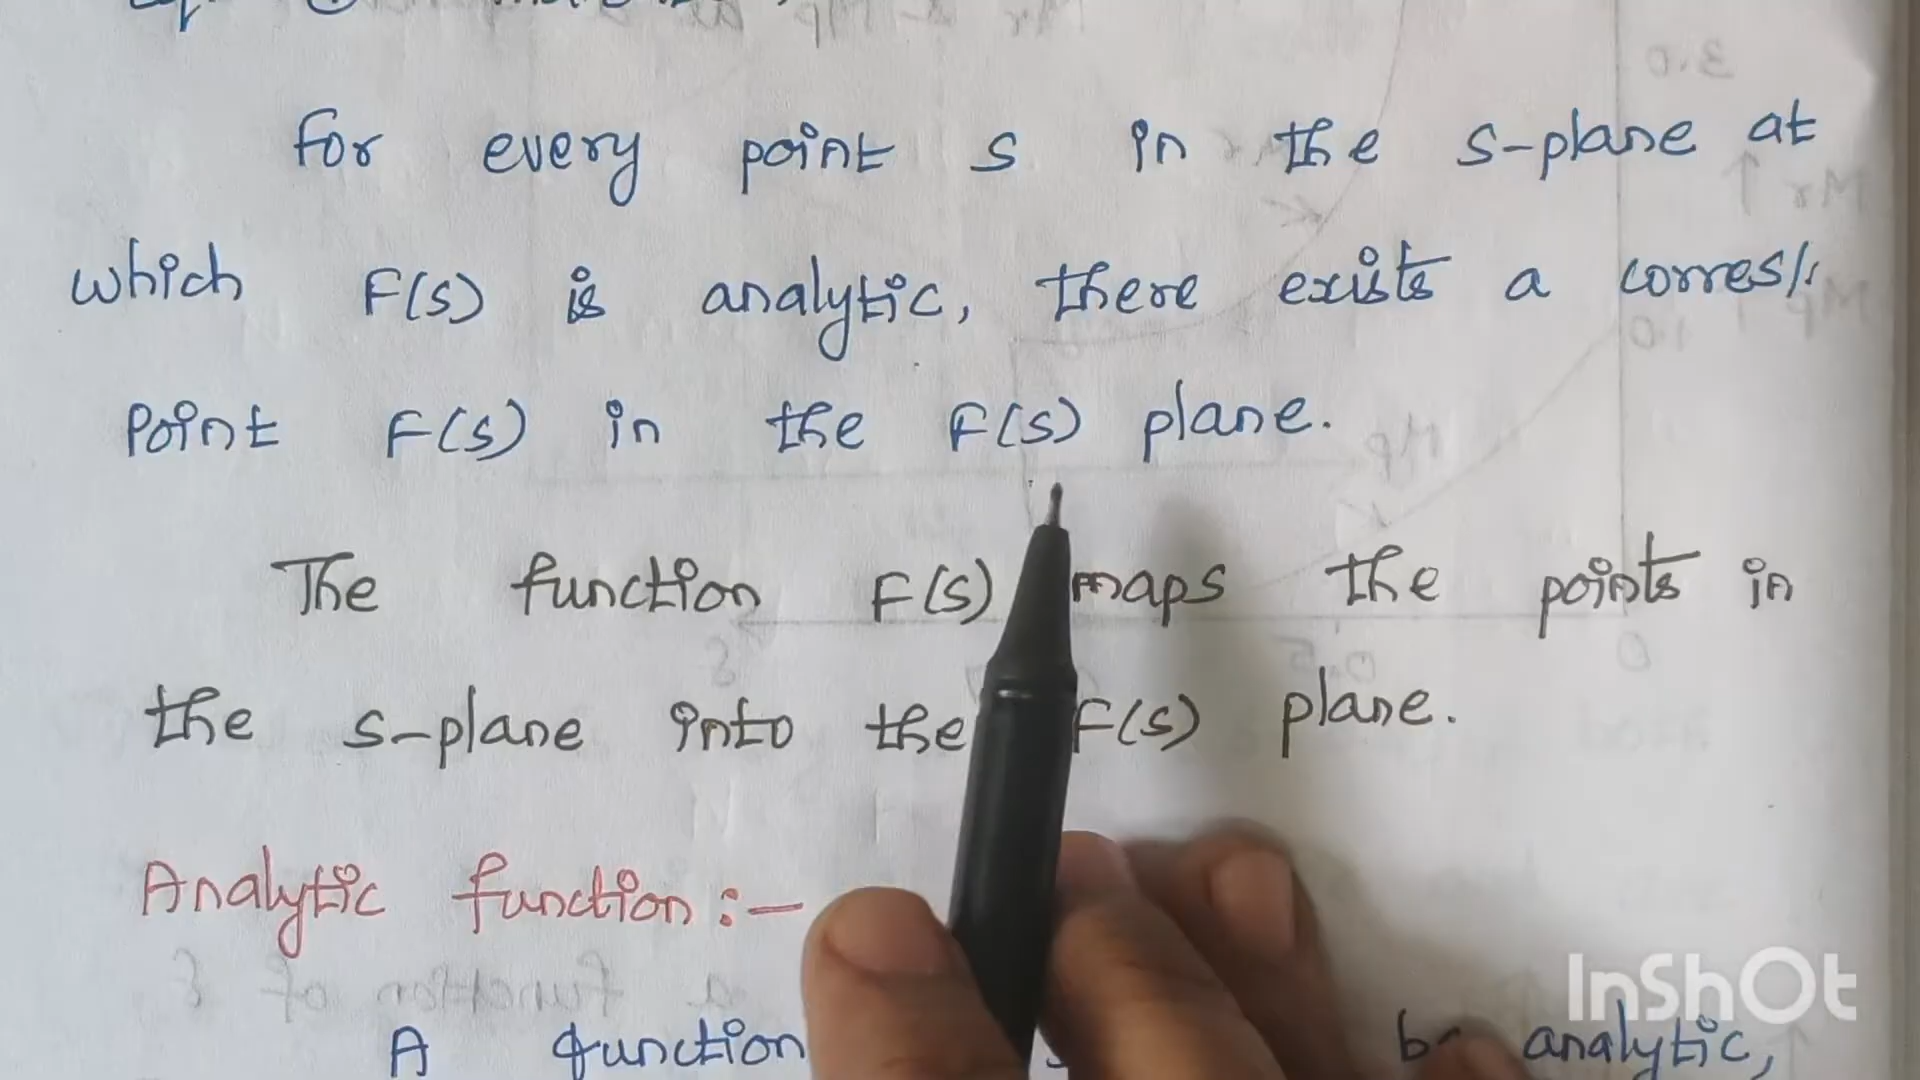 For every point s in the s-plane at
which F(s) is analytic, there exists a corres/:
Point F(s) in the F(s) plane.
The function F(s) maps the points in
the s-plane into the F(s) plane.
Analytic function :-
A function analytic,
InShOt